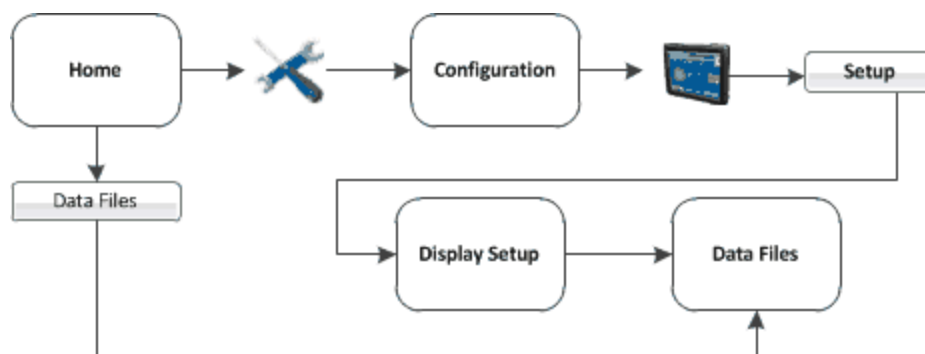 Home
Configuration
Setup
Data Files
Display Setup
Data Files